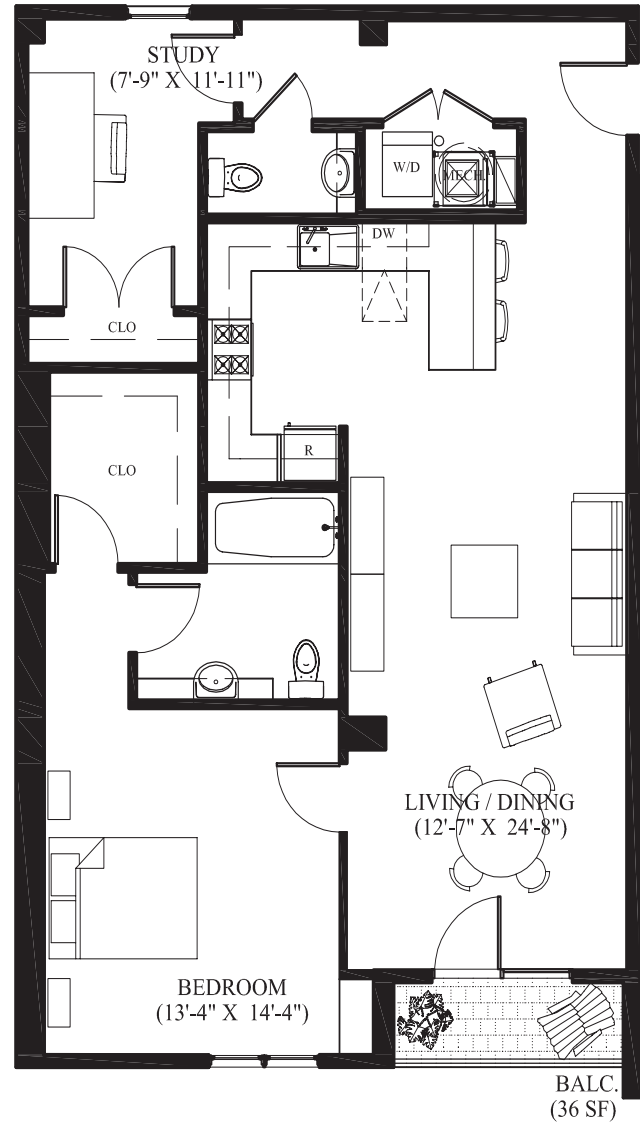 STUDY
(7'-9" X 11'-11")
W/D
MECH.
DW
CLO
R
CLO
LIVING / DINING
(12'-7" X 24'-8")
BEDROOM
(13'-4" X 14'-4")
BALC.
(36 SF)